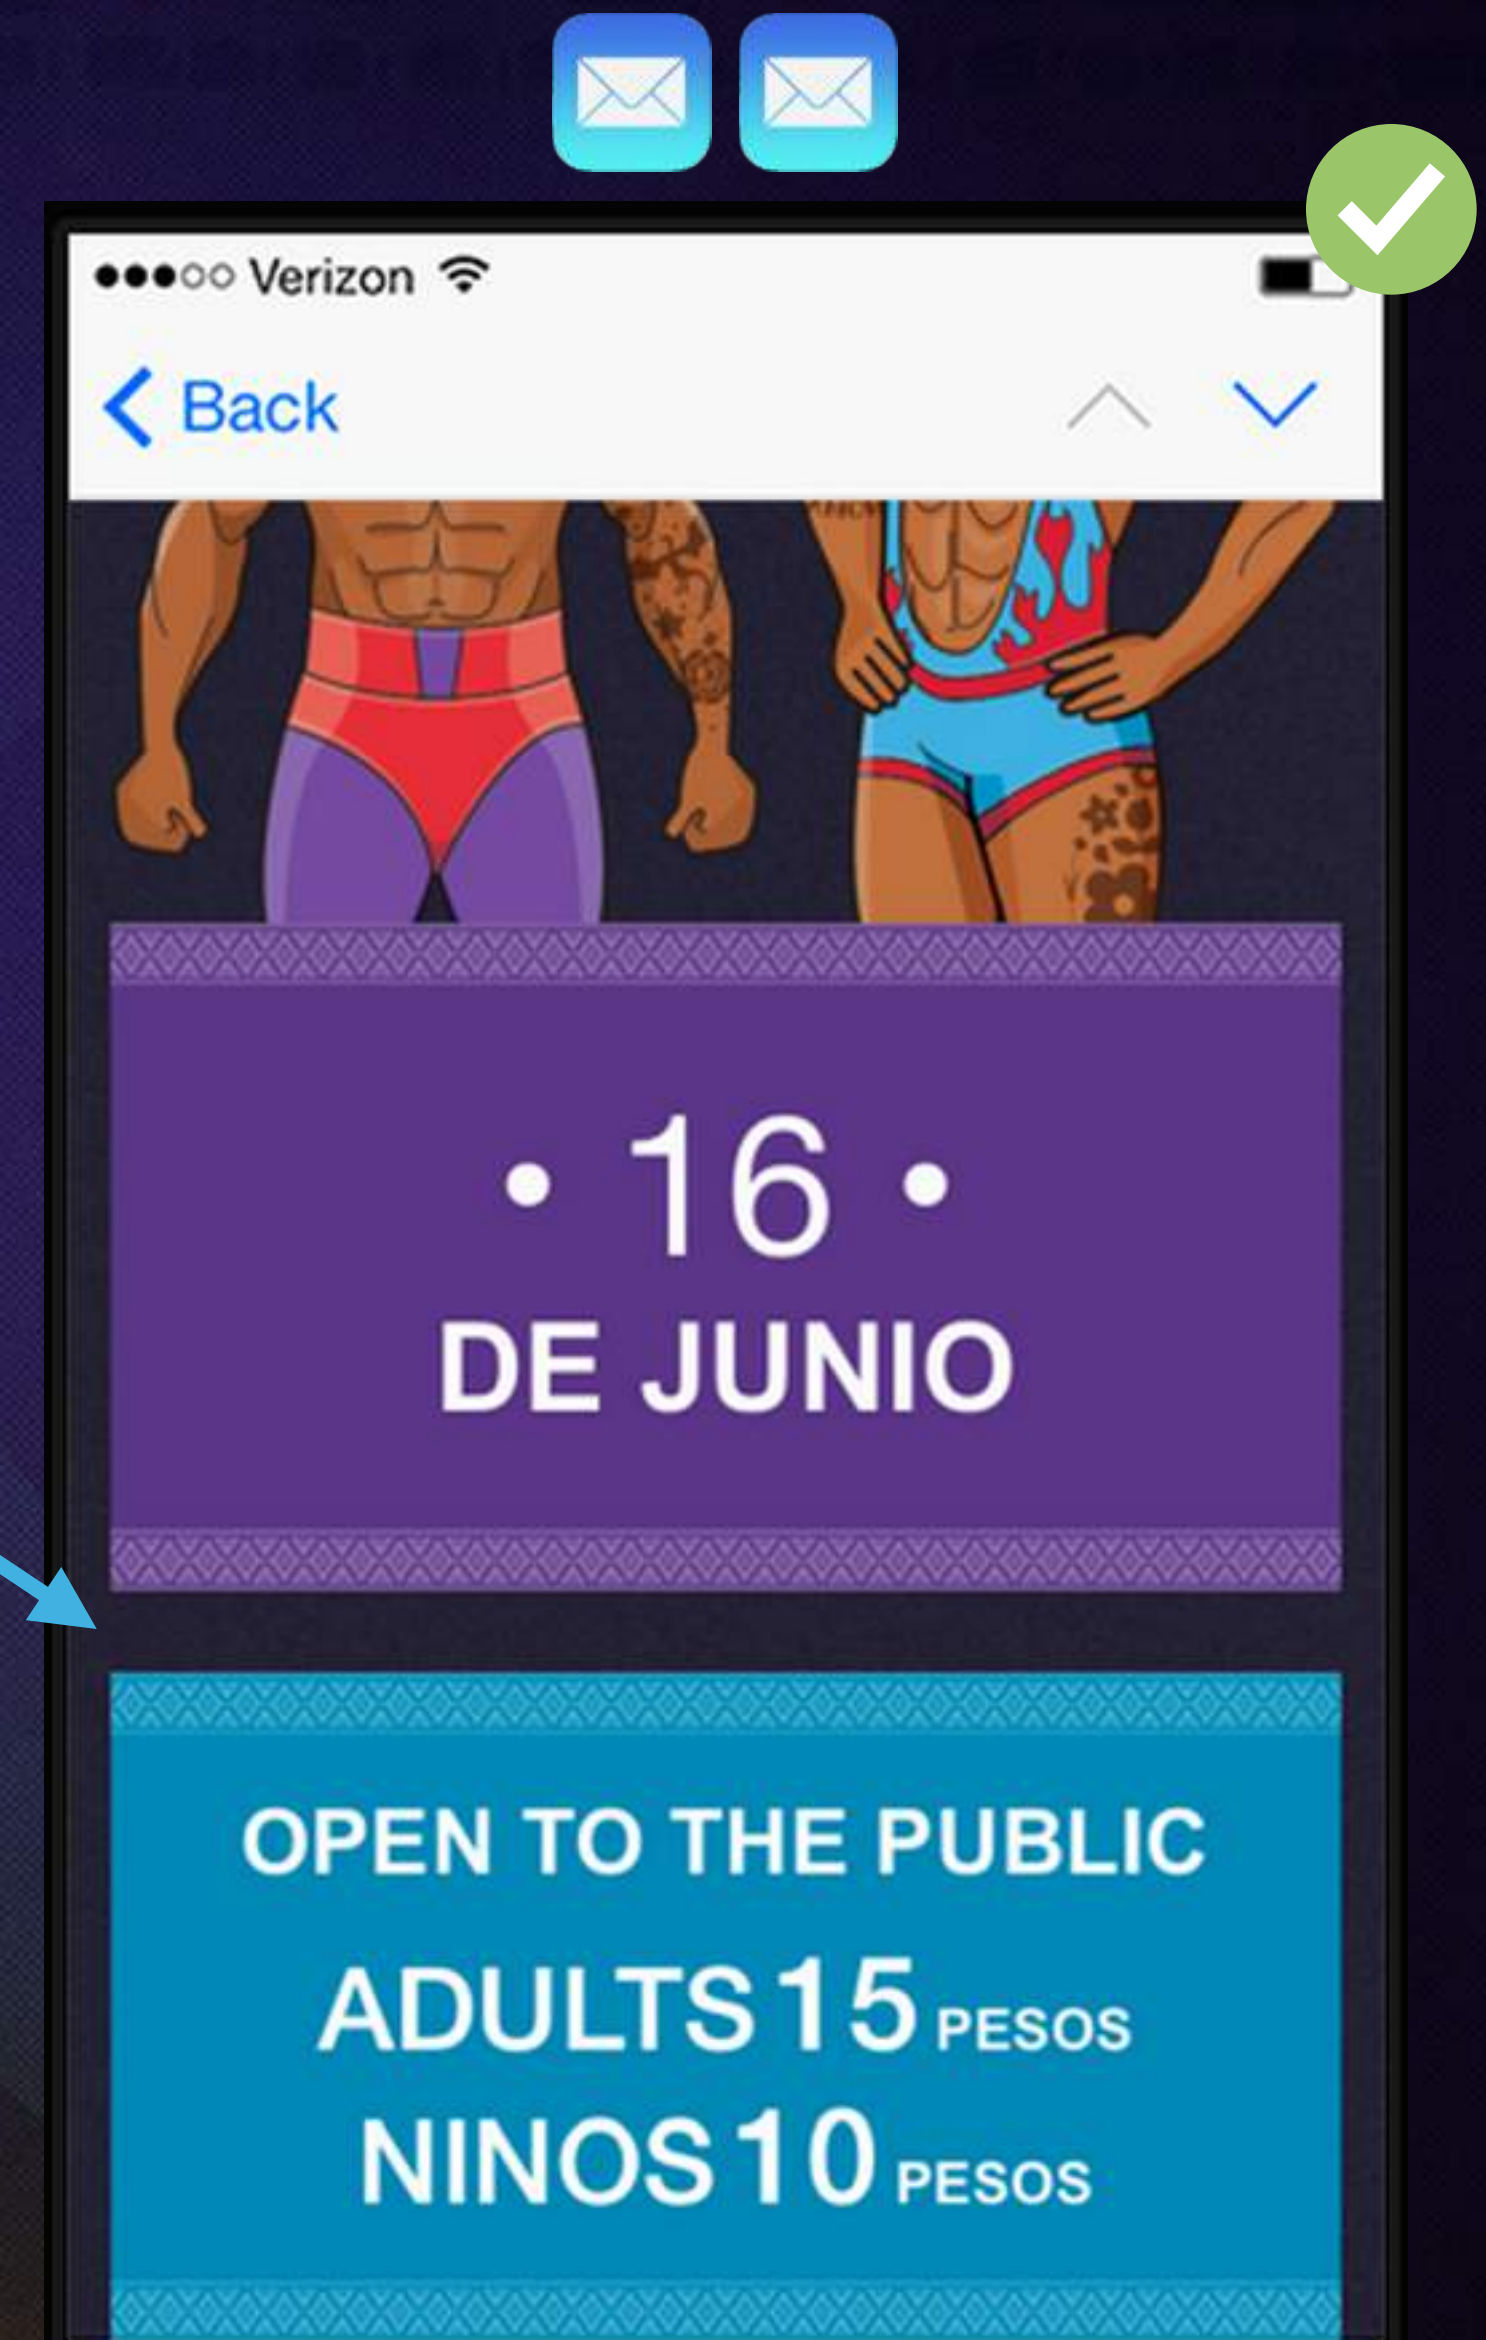 Verizon
Back
• 16 •
DE JUNIO
OPEN TO THE PUBLIC
ADULTS 15 PESOS
NINOS 10 PESOS